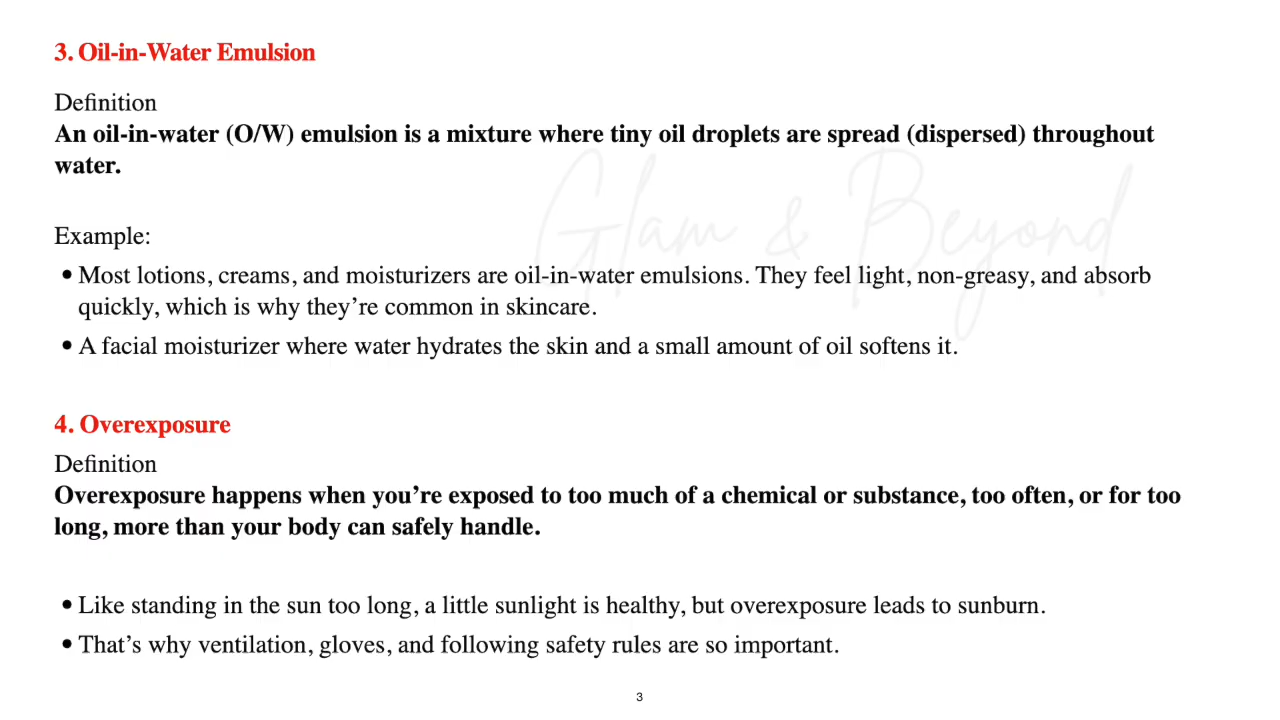 3. Oil-in-Water Emulsion
Definition
An oil-in-water (O/W) emulsion is a mixture where tiny oil droplets are spread (dispersed) throughout
water.
Glam & Beyond
Example:
• Most lotions, creams, and moisturizers are oil-in-water emulsions. They feel light, non-greasy, and absorb
quickly, which is why they’re common in skincare.
• A facial moisturizer where water hydrates the skin and a small amount of oil softens it.
4. Overexposure
Definition
Overexposure happens when you’re exposed to too much of a chemical or substance, too often, or for too
long, more than your body can safely handle.
• Like standing in the sun too long, a little sunlight is healthy, but overexposure leads to sunburn.
• That’s why ventilation, gloves, and following safety rules are so important.
3